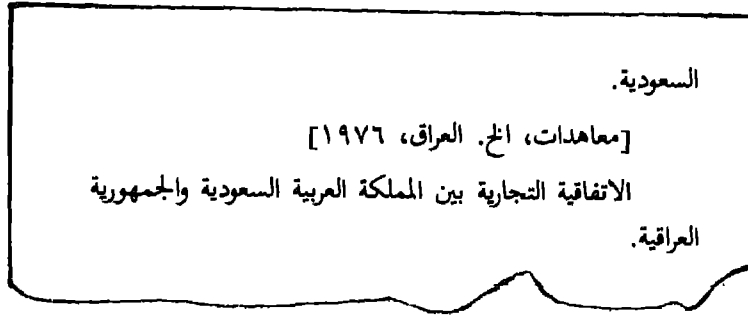 السعودية.
[معاهدات، الخ. العراق، ١٩٧٦]
الاتفاقية التجارية بين المملكة العربية السعودية والجمهورية
العراقية.